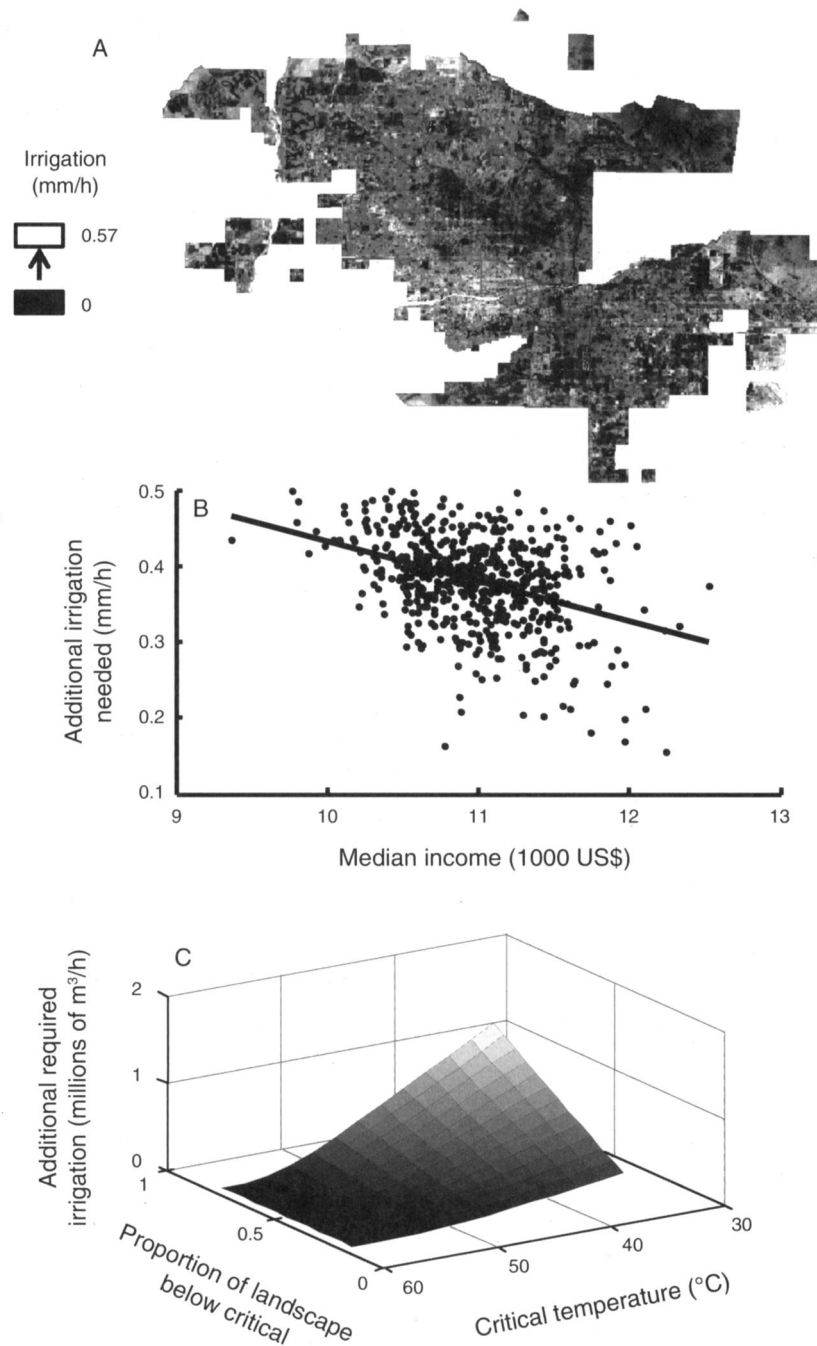 A
Irrigation
(mm/h)
0.57
0
B
Additional irrigation
needed (mm/h)
0.5
0.4
0.3
0.2
0.1
9 10 11 12 13
Median income (1000 US$)
C
Additional required
irrigation (millions of m³/h)
2
1
0
1
0.5
0
Proportion of landscape
below critical
60
50
40
30
Critical temperature (°C)